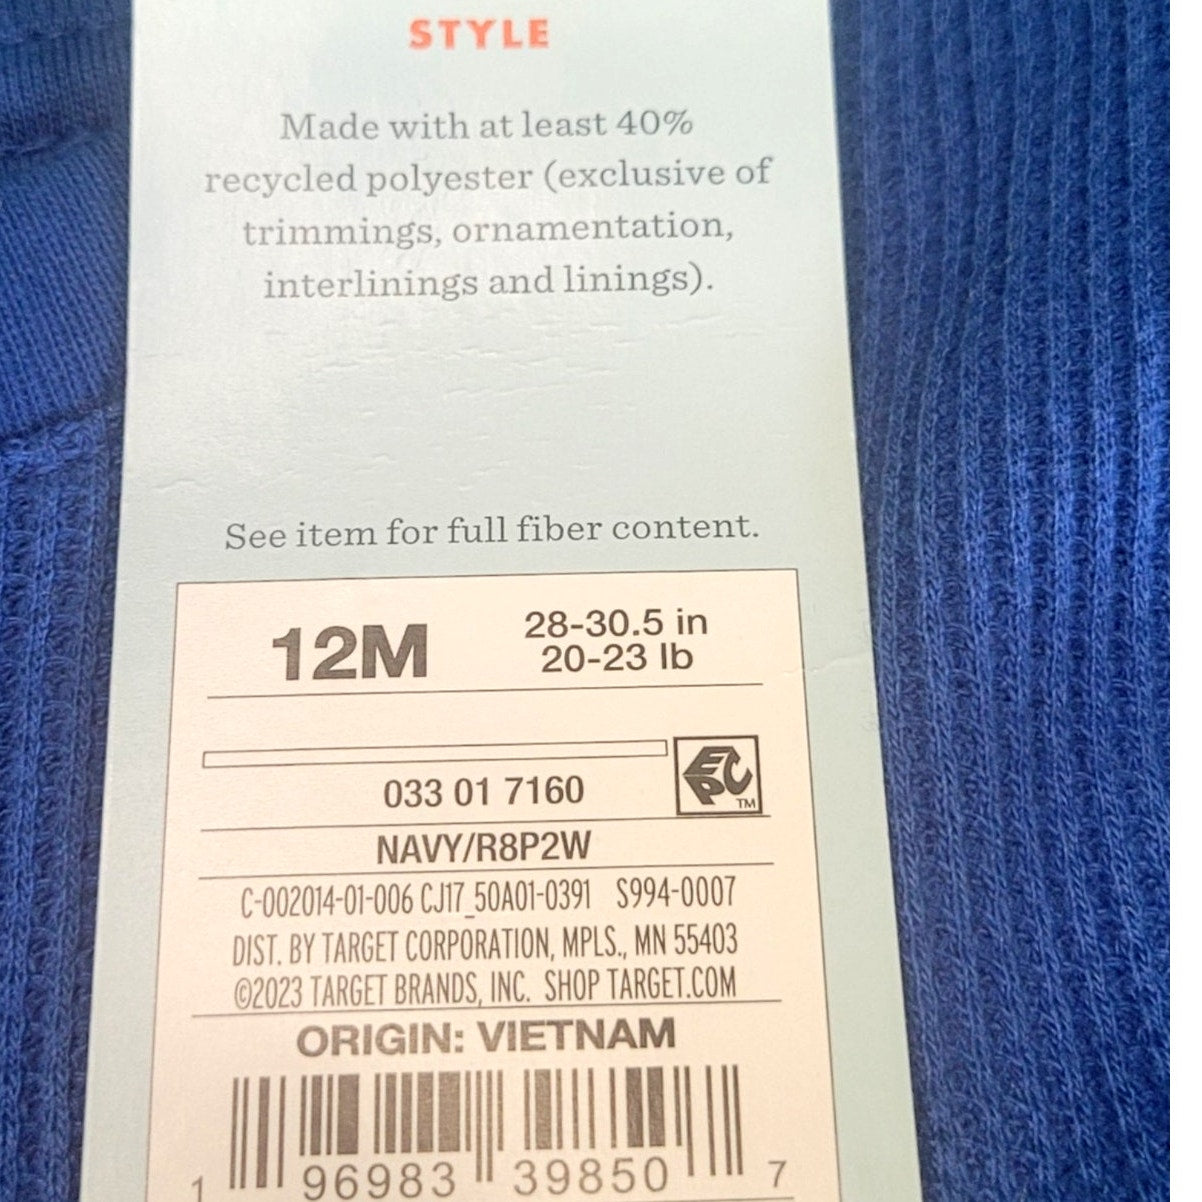 STYLE
Made with at least 40%
recycled polyester (exclusive of
trimmings, ornamentation,
interlinings and linings).
See item for full fiber content.
12M
28-30.5 in
20-23 lb
033 01 7160
EPC
TM
NAVY/R8P2W
C-002014-01-006 CJ17_50A01-0391 S994-0007
DIST. BY TARGET CORPORATION, MPLS., MN 55403
©2023 TARGET BRANDS, INC. SHOP TARGET.COM
ORIGIN: VIETNAM
1 96983 39850 7